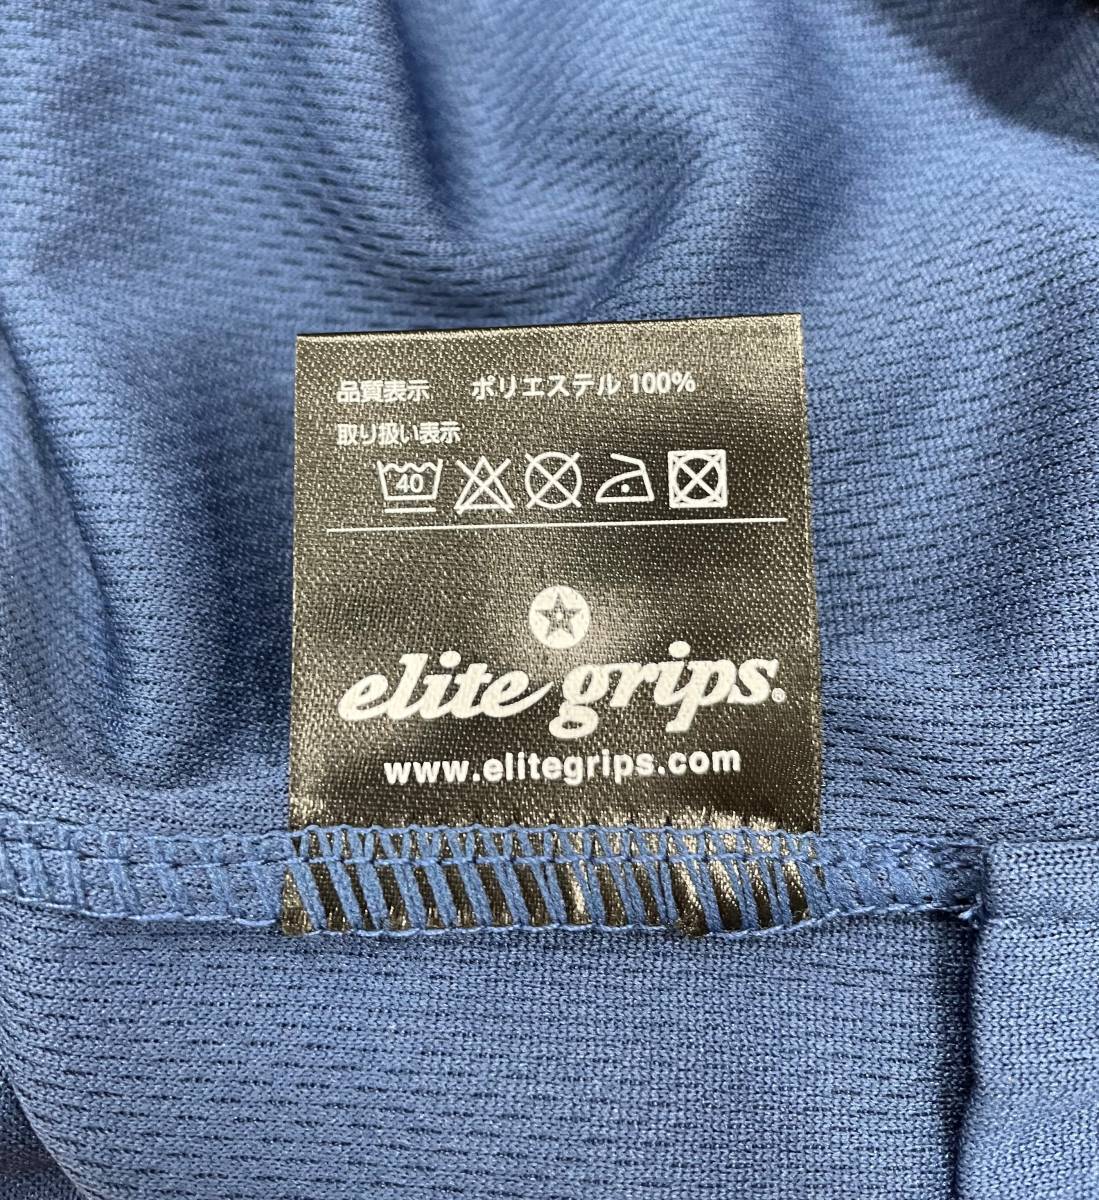 品質表示 ポリエステル 100%
取り扱い表示
40
elite grips®
www.elitegrips.com